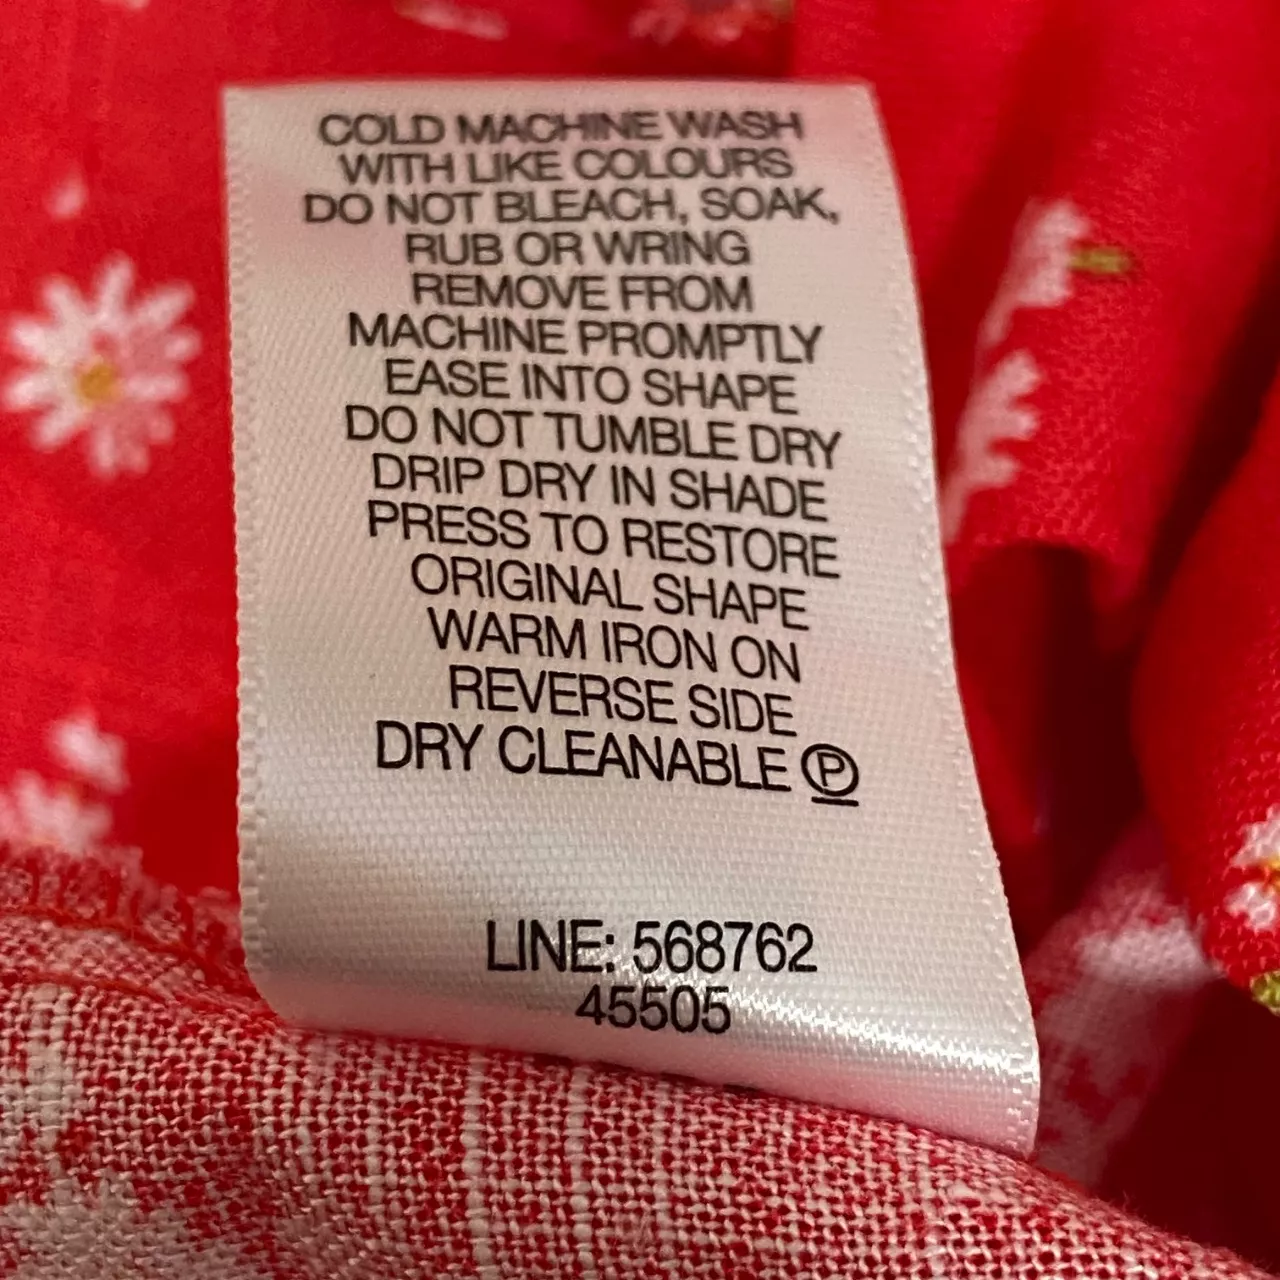 COLD MACHINE WASH
WITH LIKE COLOURS
DO NOT BLEACH, SOAK,
RUB OR WRING
REMOVE FROM
MACHINE PROMPTLY
EASE INTO SHAPE
DO NOT TUMBLE DRY
DRIP DRY IN SHADE
PRESS TO RESTORE
ORIGINAL SHAPE
WARM IRON ON
REVERSE SIDE
DRY CLEANABLE Ⓟ
LINE: 568762
45505